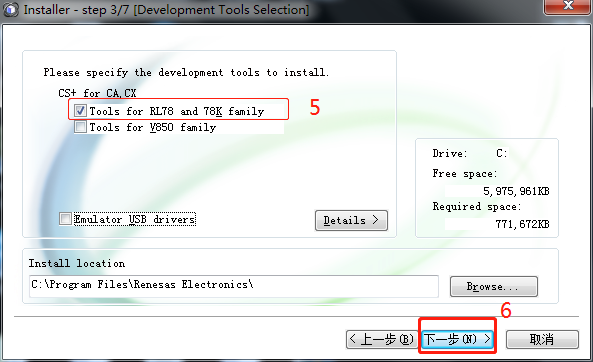 Installer - step 3/7 [Development Tools Selection]
Please specify the development tools to install.
CS+ for CA,CX
Tools for RL78 and 78K family
5
Tools for V850 family
Drive: C:
Free space:
5,975,961KB
Required space:
771,672KB
Emulator USB drivers
Details >
Install location
C:\Program Files\Renesas Electronics\
Browse...
6
< 上一步(B)
下一步(N) >
取消